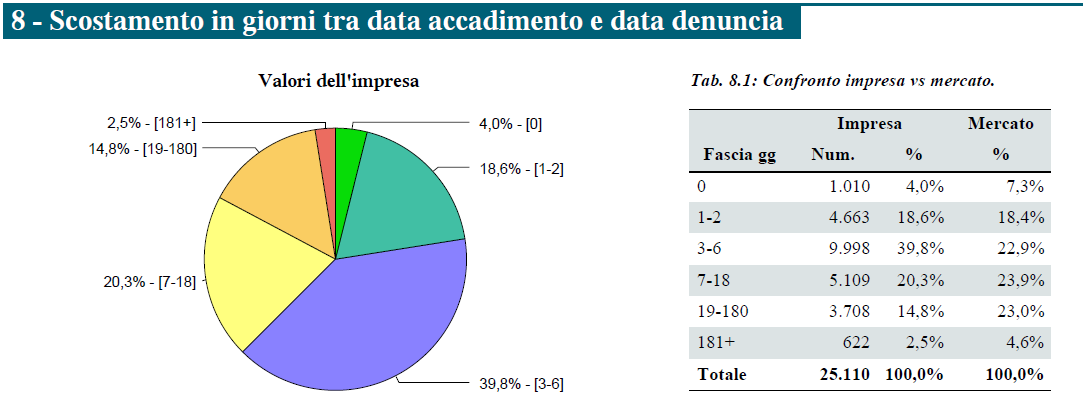 8 - Scostamento in giorni tra data accadimento e data denuncia
Valori dell'impresa
2,5% - [181+]
4,0% - [0]
14,8% - [19-180]
18,6% - [1-2]
20,3% - [7-18]
39,8% - [3-6]
Tab. 8.1: Confronto impresa vs mercato.
Impresa Mercato
Fascia gg Num. % %
0 1.010 4,0% 7,3%
1-2 4.663 18,6% 18,4%
3-6 9.998 39,8% 22,9%
7-18 5.109 20,3% 23,9%
19-180 3.708 14,8% 23,0%
181+ 622 2,5% 4,6%
Totale 25.110 100,0% 100,0%